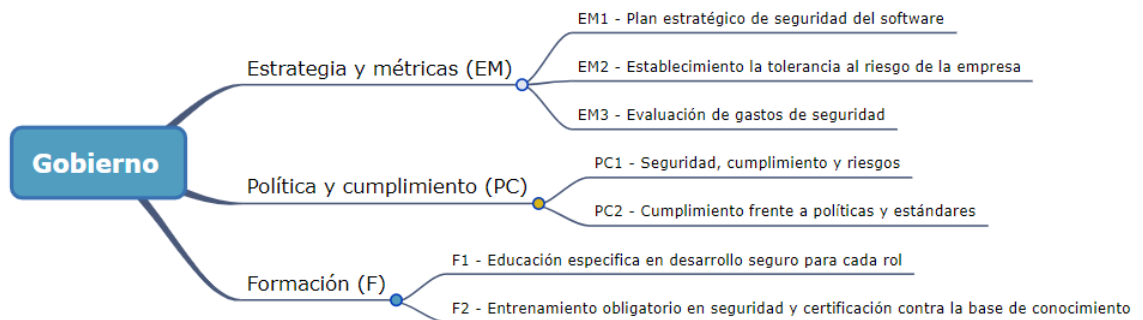 Gobierno
Estrategia y métricas (EM)
EM1 - Plan estratégico de seguridad del software
EM2 - Establecimiento la tolerancia al riesgo de la empresa
EM3 - Evaluación de gastos de seguridad
Política y cumplimiento (PC)
PC1 - Seguridad, cumplimiento y riesgos
PC2 - Cumplimiento frente a políticas y estándares
Formación (F)
F1 - Educación especifica en desarrollo seguro para cada rol
F2 - Entrenamiento obligatorio en seguridad y certificación contra la base de conocimiento